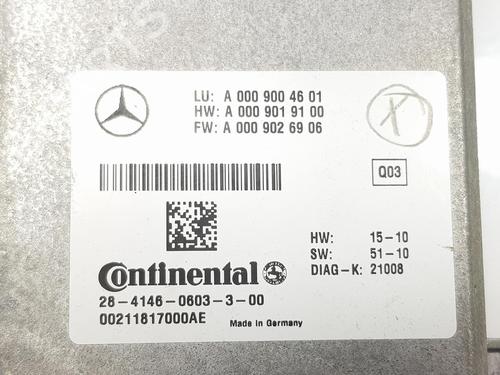 LU: A 000 900 46 01
HW: A 000 901 91 00
FW: A 000 902 69 06
X
Q03
HW: 15-10
SW: 51-10
DIAG-K: 21008
Continental
28-4146-0603-3-00
00211817000AE
Made in Germany